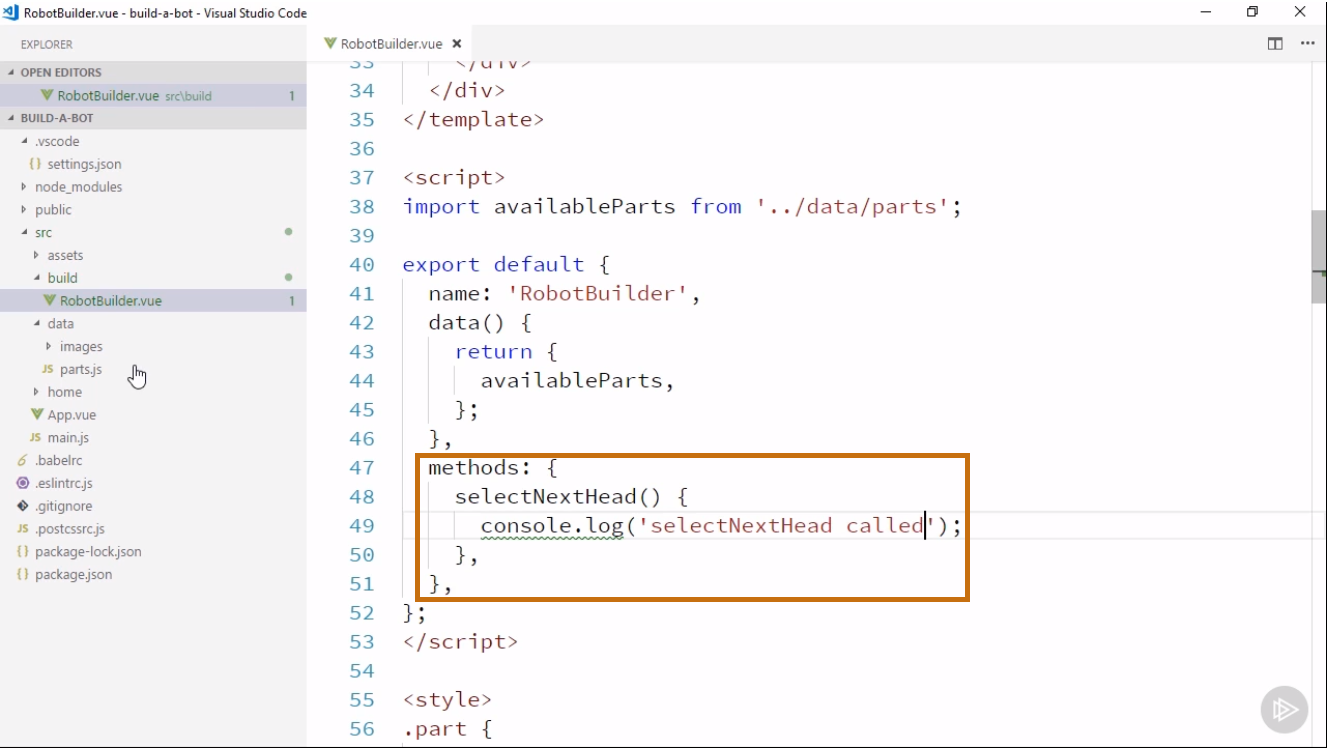 RobotBuilder.vue - build-a-bot - Visual Studio Code
EXPLORER
OPEN EDITORS
RobotBuilder.vue src\build 1
BUILD-A-BOT
.vscode
{} settings.json
node_modules
public
src
assets
build
RobotBuilder.vue 1
data
images
JS parts.js
home
App.vue
JS main.js
.babelrc
.eslintrc.js
.gitignore
JS .postcssrc.js
{} package-lock.json
{} package.json
RobotBuilder.vue
33 </div>
34 </div>
35 </template>
36
37 <script>
38 import availableParts from '../data/parts';
39
40 export default {
41 name: 'RobotBuilder',
42 data() {
43 return {
44 availableParts,
45 };
46 },
47 methods: {
48 selectNextHead() {
49 console.log('selectNextHead called');
50 },
51 },
52 };
53 </script>
54
55 <style>
56 .part {